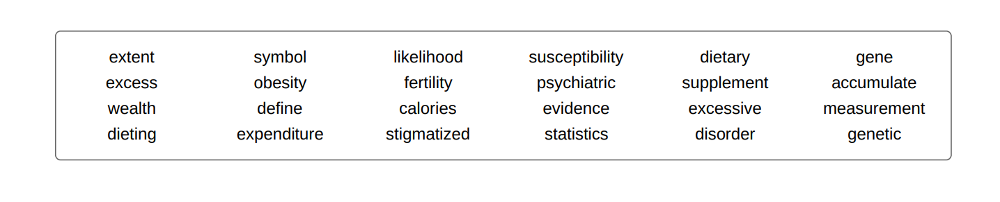 extent symbol likelihood susceptibility dietary gene
excess obesity fertility psychiatric supplement accumulate
wealth define calories evidence excessive measurement
dieting expenditure stigmatized statistics disorder genetic